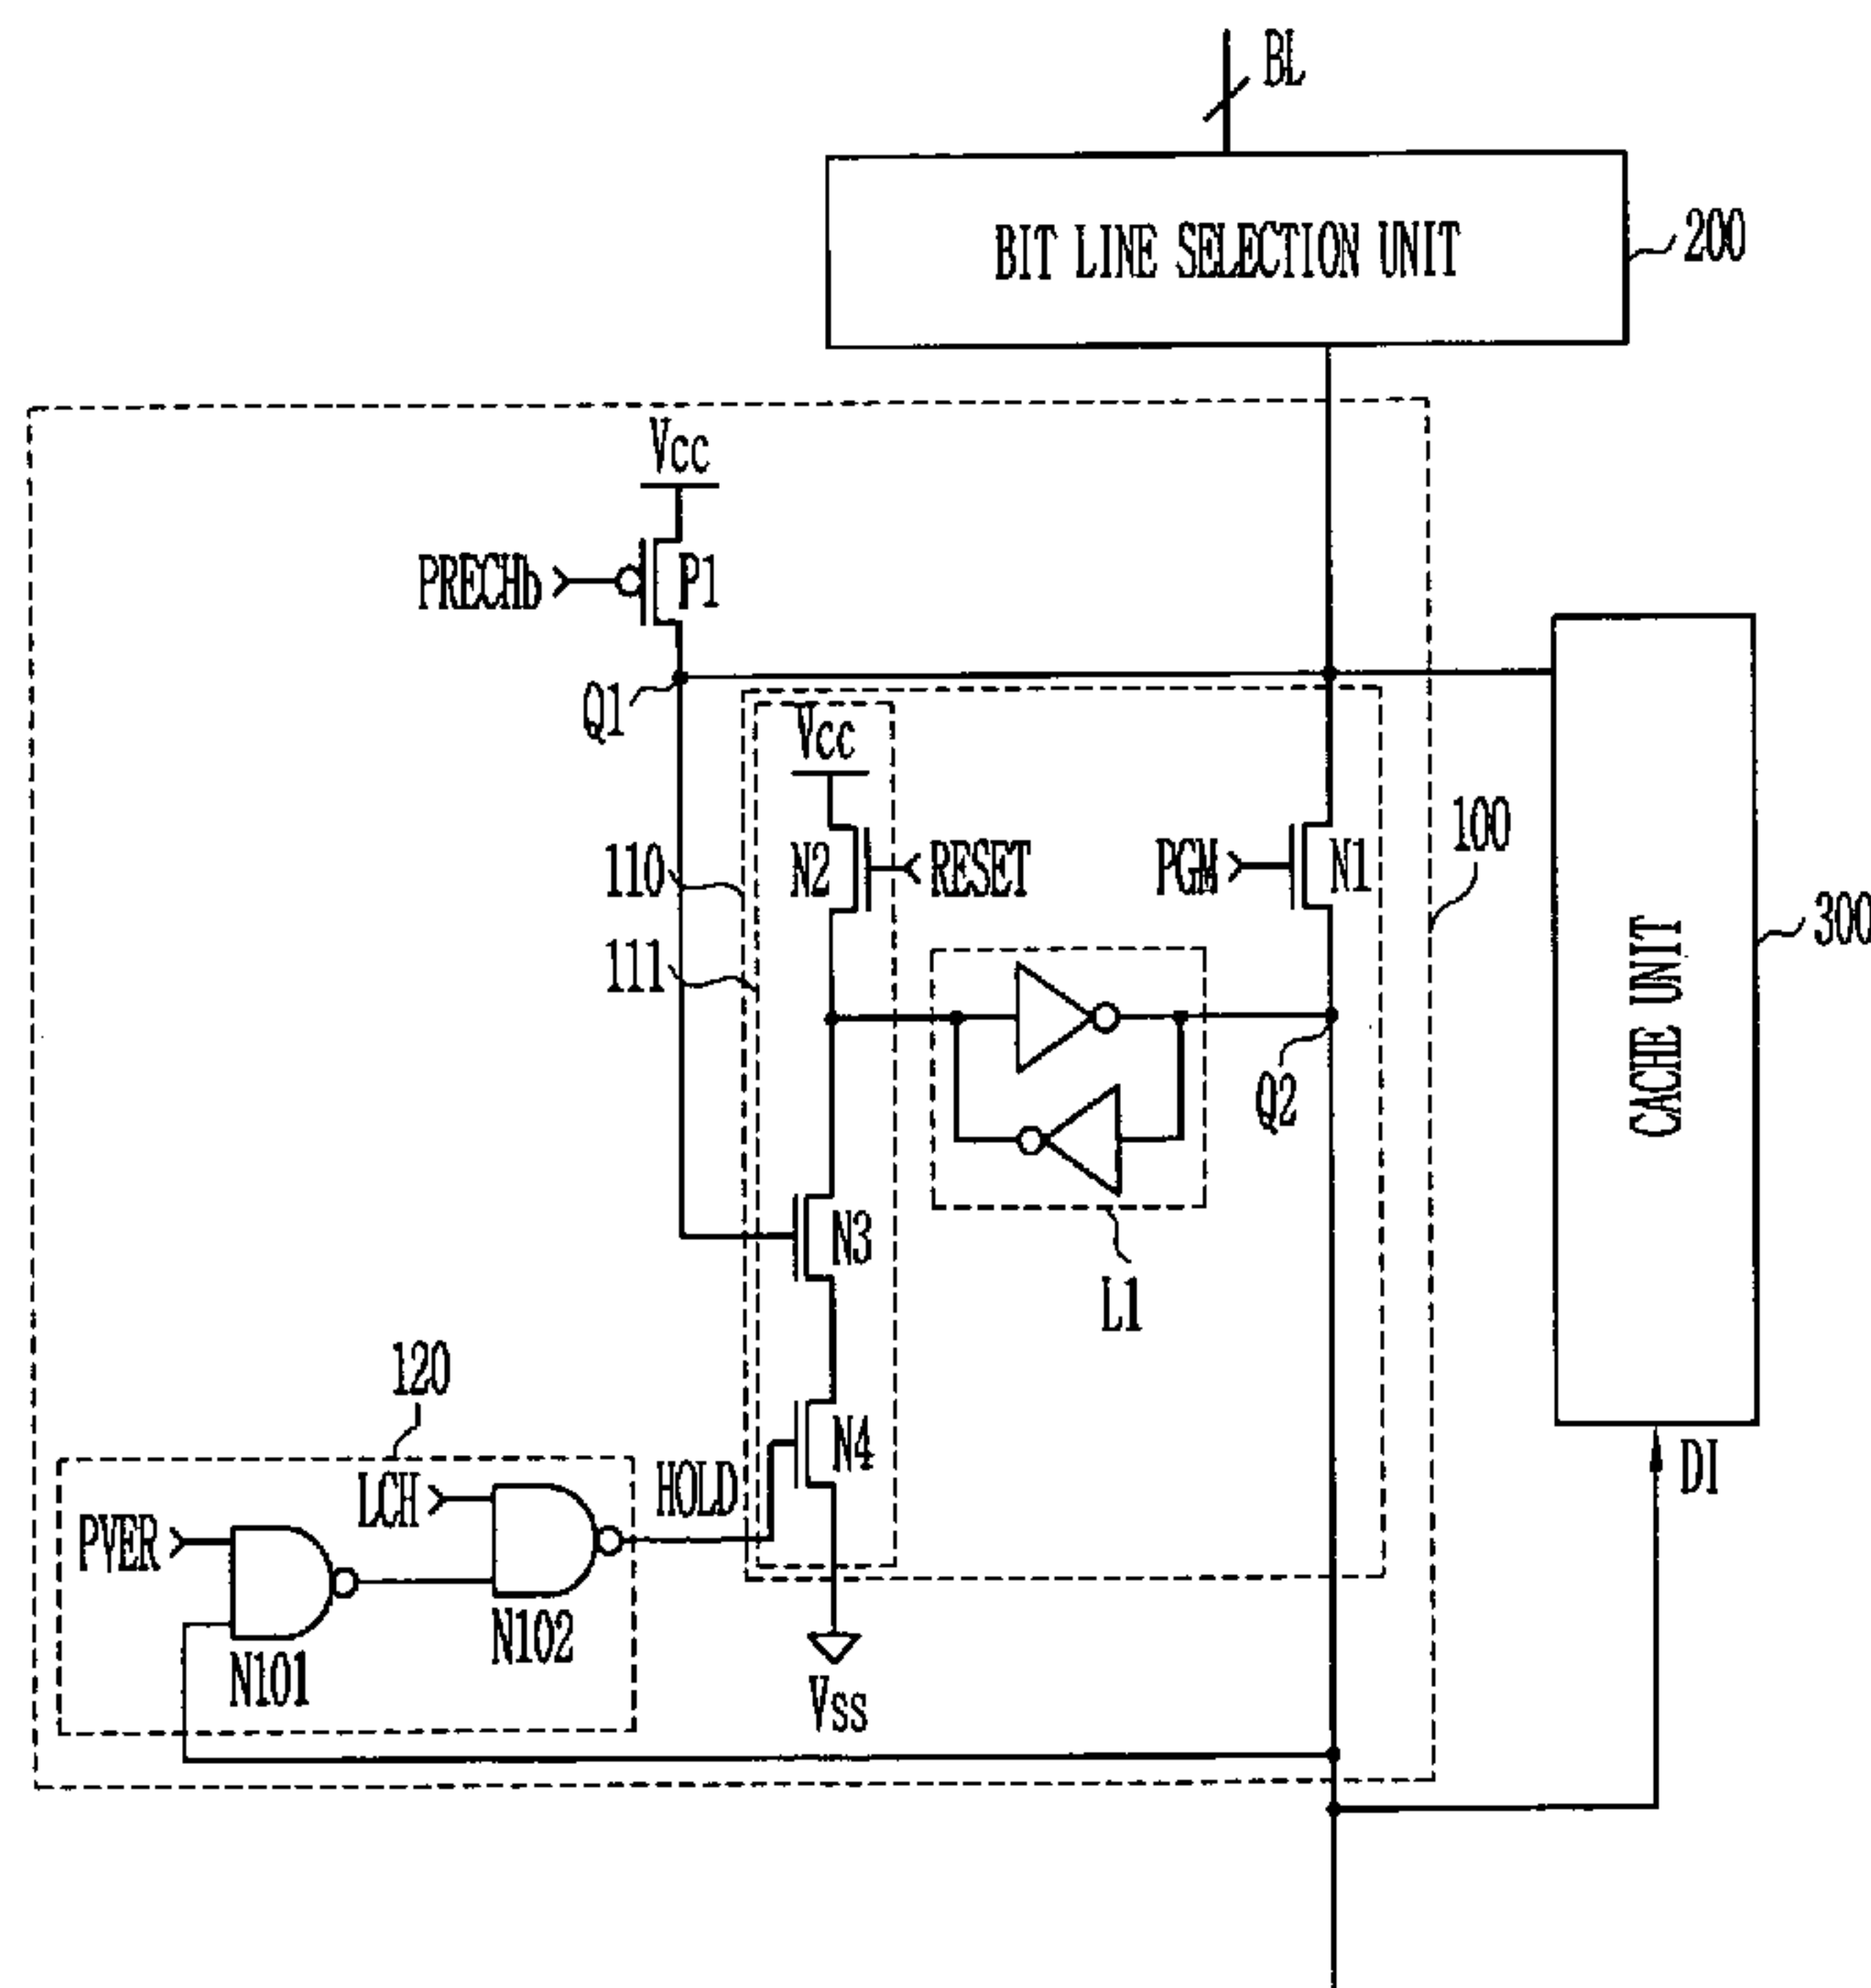 BL
BIT LINE SELECTION UNIT
200
Vcc
PRECHb
P1
Q1
Vcc
110
N2
RESET
PGM
N1
100
300
CACHE UNIT
111
Q2
N3
L1
120
LCH
HOLD
N4
DI
PVER
N102
N101
Vss